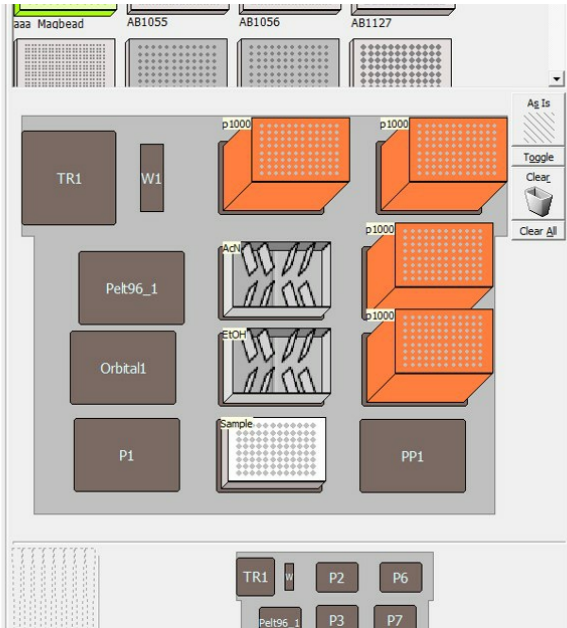 aaa Magbead
AB1055
AB1056
AB1127
As Is
Toggle
Clear
Clear All
p1000
p1000
TR1
W1
p1000
AcN
Pelt96_1
p1000
EtOH
Orbital1
Sample
P1
PP1
TR1
W
P2
P6
Pelt96_1
P3
P7